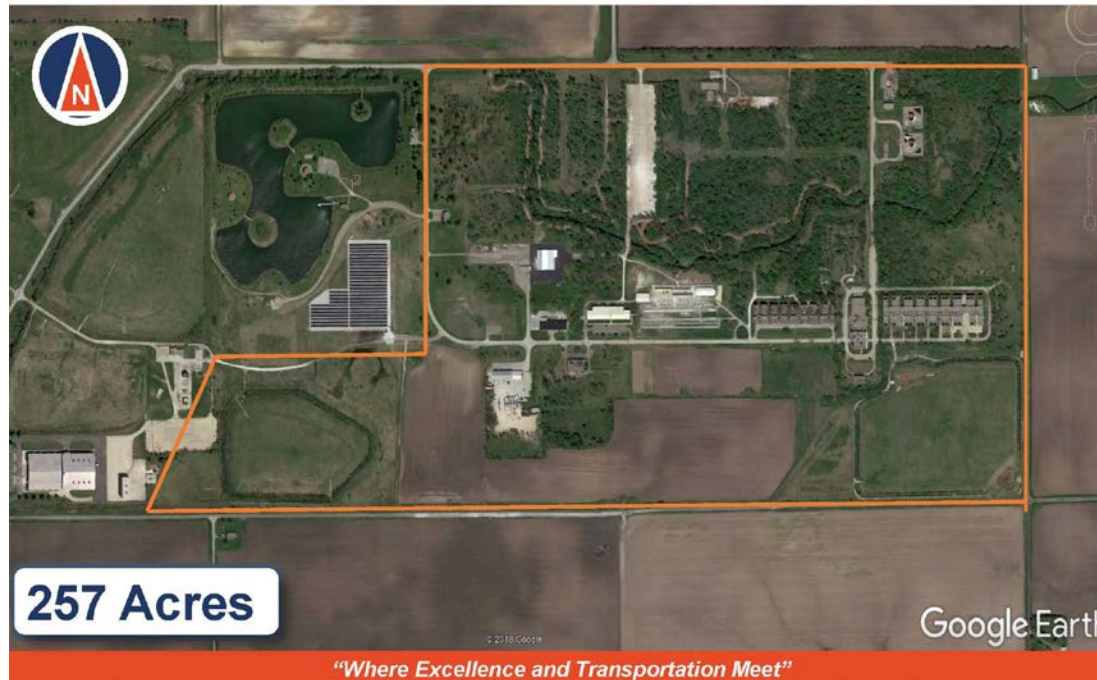 N
257 Acres
© 2018 Google
Google Earth
“Where Excellence and Transportation Meet”